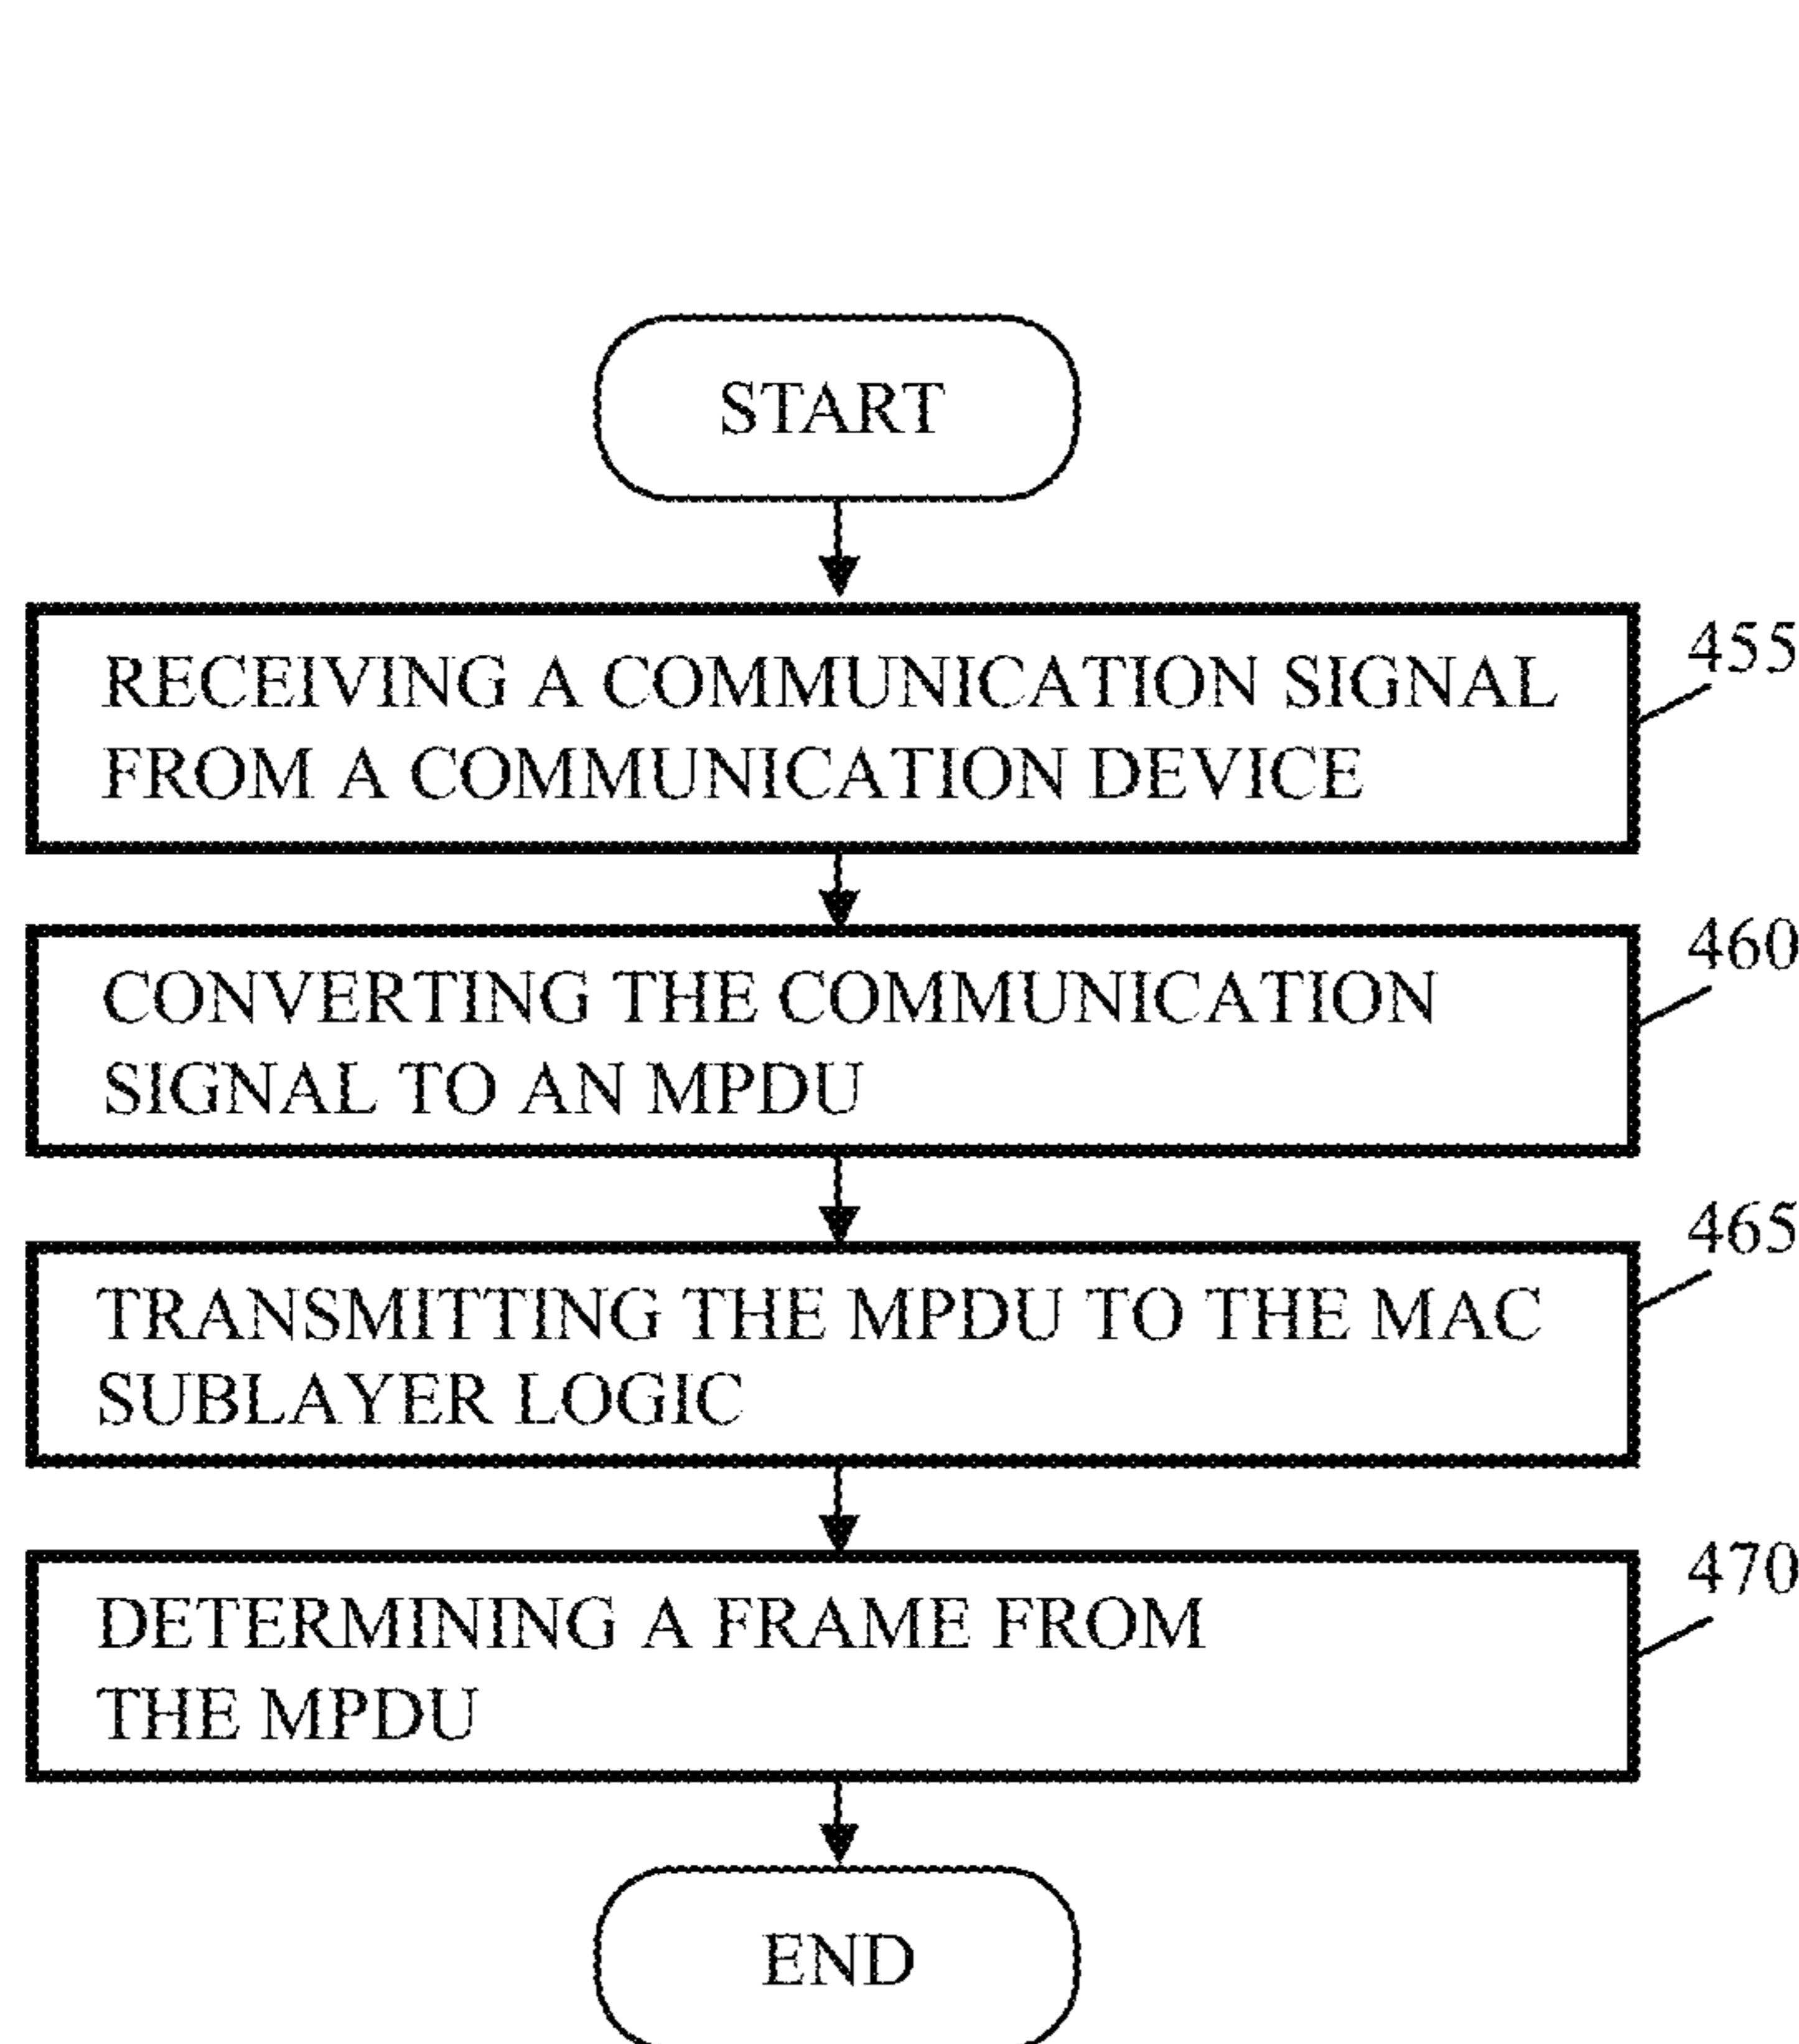 START
RECEIVING A COMMUNICATION SIGNAL
FROM A COMMUNICATION DEVICE
455
CONVERTING THE COMMUNICATION
SIGNAL TO AN MPDU
460
TRANSMITTING THE MPDU TO THE MAC
SUBLAYER LOGIC
465
DETERMINING A FRAME FROM
THE MPDU
470
END